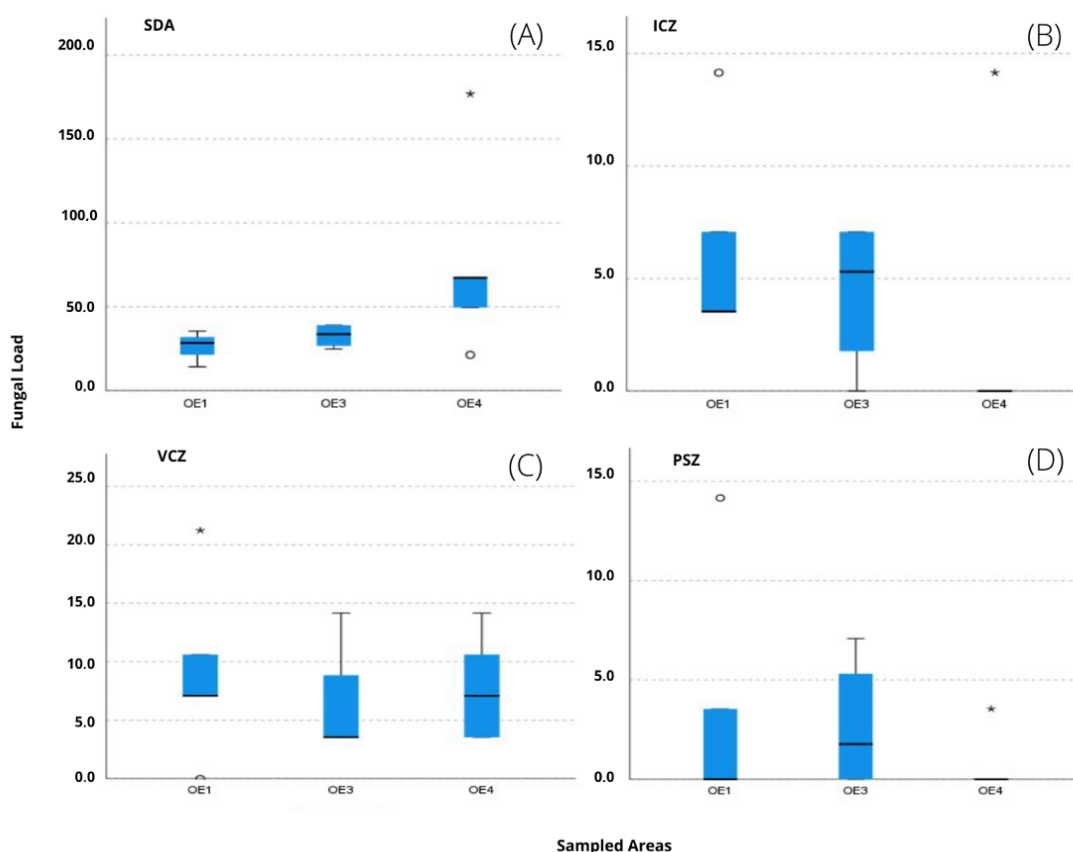 SDA
(A)
200.0
150.0
100.0
50.0
0.0
OE1 OE3 OE4
ICZ
(B)
15.0
10.0
5.0
0.0
OE1 OE3 OE4
Fungal Load
VCZ
(C)
25.0
20.0
15.0
10.0
5.0
0.0
OE1 OE3 OE4
PSZ
(D)
15.0
10.0
5.0
0.0
OE1 OE3 OE4
Sampled Areas